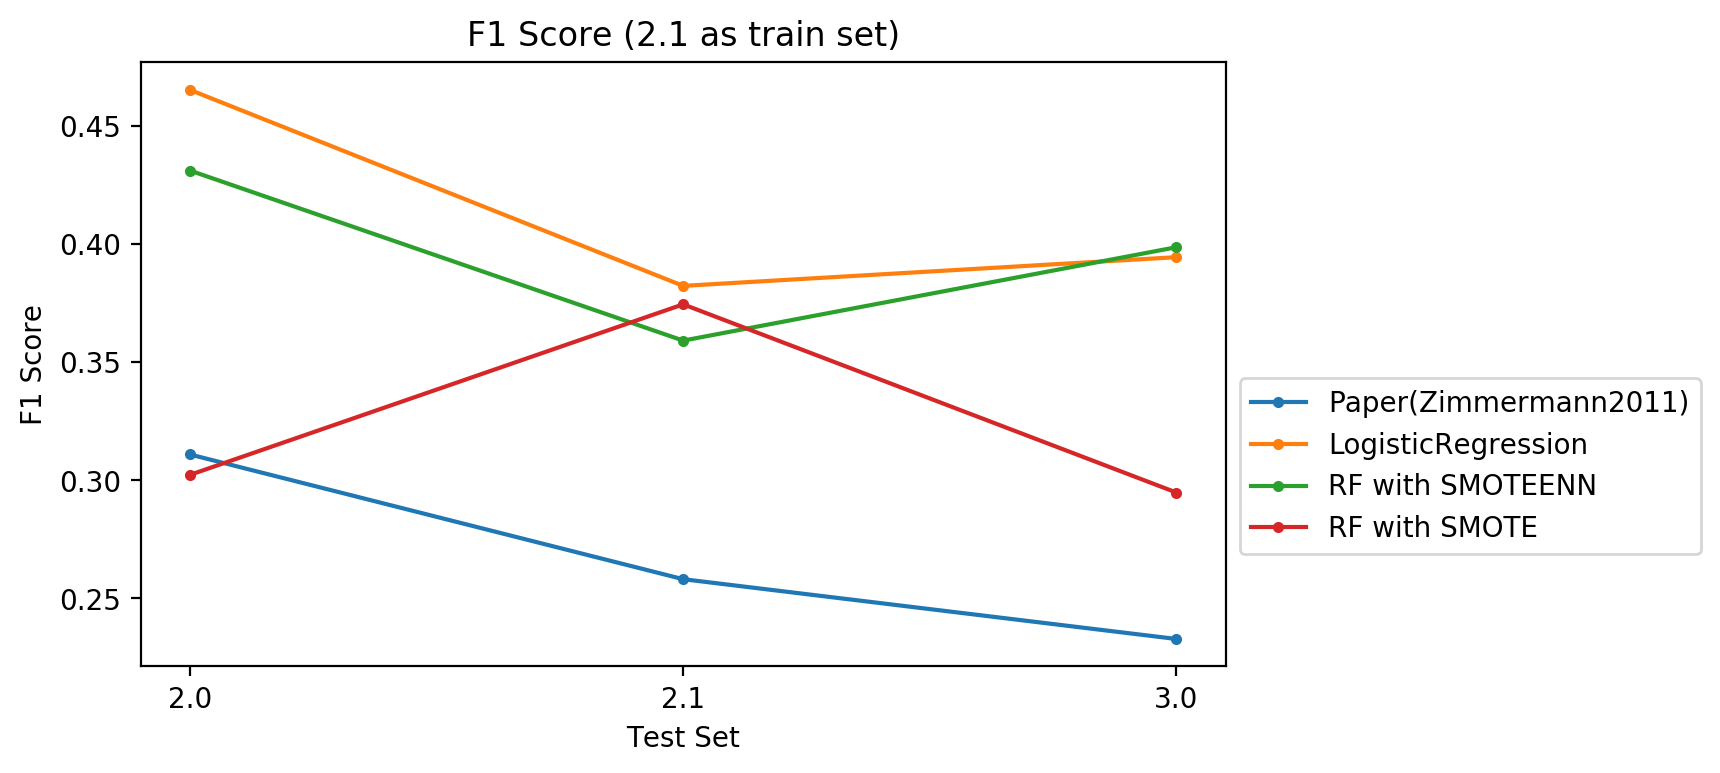 F1 Score (2.1 as train set)
F1 Score
0.45
0.40
0.35
0.30
0.25
2.0 2.1 3.0
Test Set
Paper(Zimmermann2011)
LogisticRegression
RF with SMOTEENN
RF with SMOTE